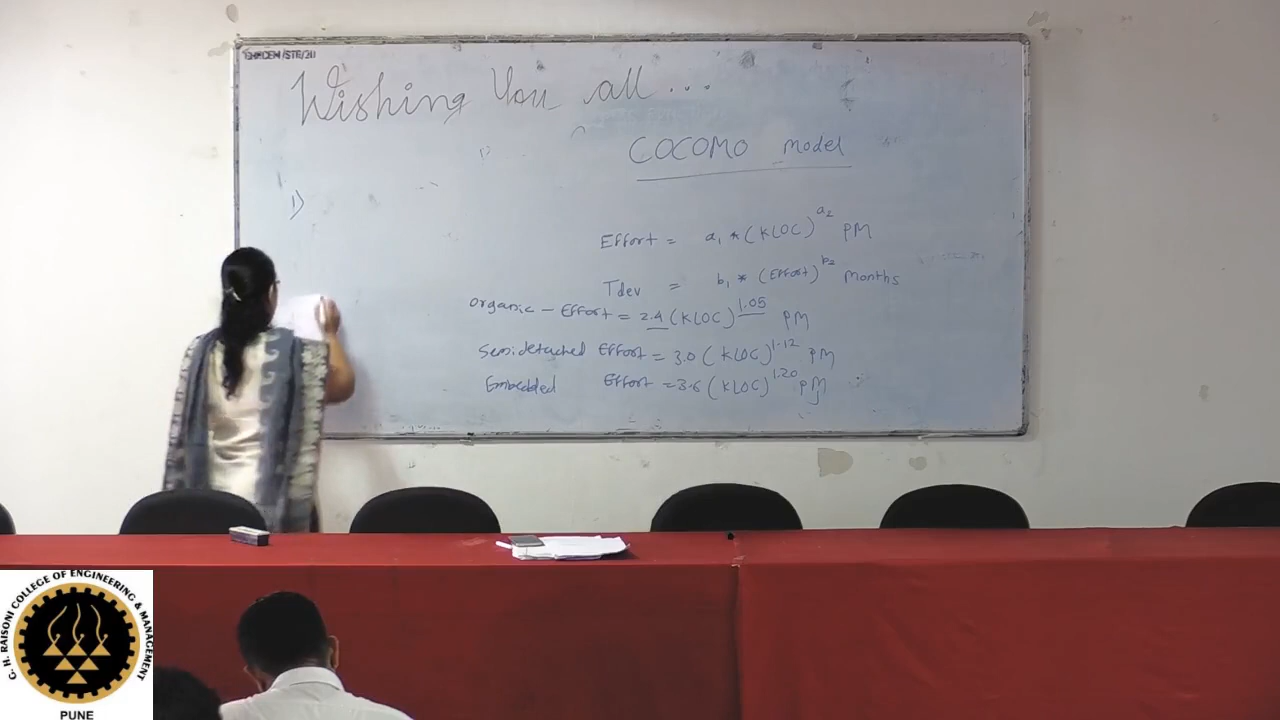 Wishing You all ...
COCOMO Model
1)
Effort = a₁ * (KLOC)^a₂ PM
Tdev = b₁ * (Effort)^b₂ Months
Organic - Effort = 2.4 (KLOC)^1.05 PM
Semidetached Effort = 3.0 (KLOC)^1.12 PM
Embedded Effort = 3.6 (KLOC)^1.20 PM
G. H. RAISONI COLLEGE OF ENGINEERING & MANAGEMENT
PUNE